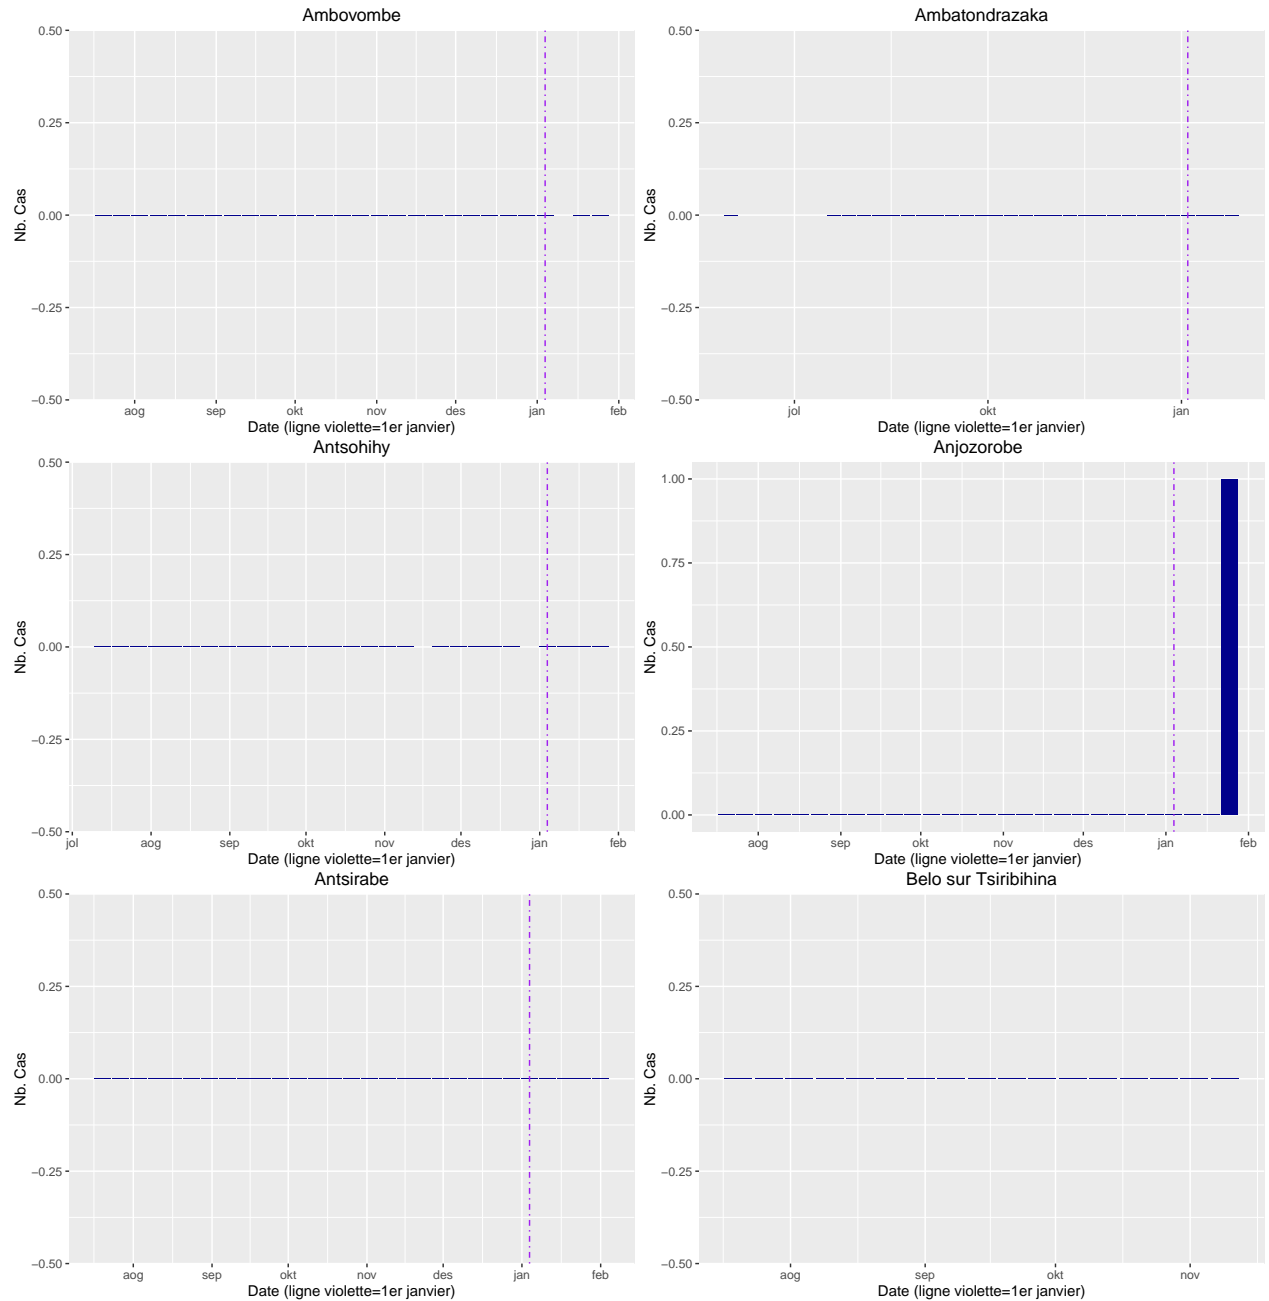 Ambovombe
0.50
0.25
0.00
−0.25
−0.50
Nb. Cas
aog sep okt nov des jan feb
Date (ligne violette=1er janvier)
Ambatondrazaka
0.50
0.25
0.00
−0.25
−0.50
Nb. Cas
jol okt jan
Date (ligne violette=1er janvier)
Antsohihy
0.50
0.25
0.00
−0.25
−0.50
Nb. Cas
jol aog sep okt nov des jan feb
Date (ligne violette=1er janvier)
Anjozorobe
1.00
0.75
0.50
0.25
0.00
Nb. Cas
aog sep okt nov des jan feb
Date (ligne violette=1er janvier)
Antsirabe
0.50
0.25
0.00
−0.25
−0.50
Nb. Cas
aog sep okt nov des jan feb
Date (ligne violette=1er janvier)
Belo sur Tsiribihina
0.50
0.25
0.00
−0.25
−0.50
Nb. Cas
aog sep okt nov
Date (ligne violette=1er janvier)